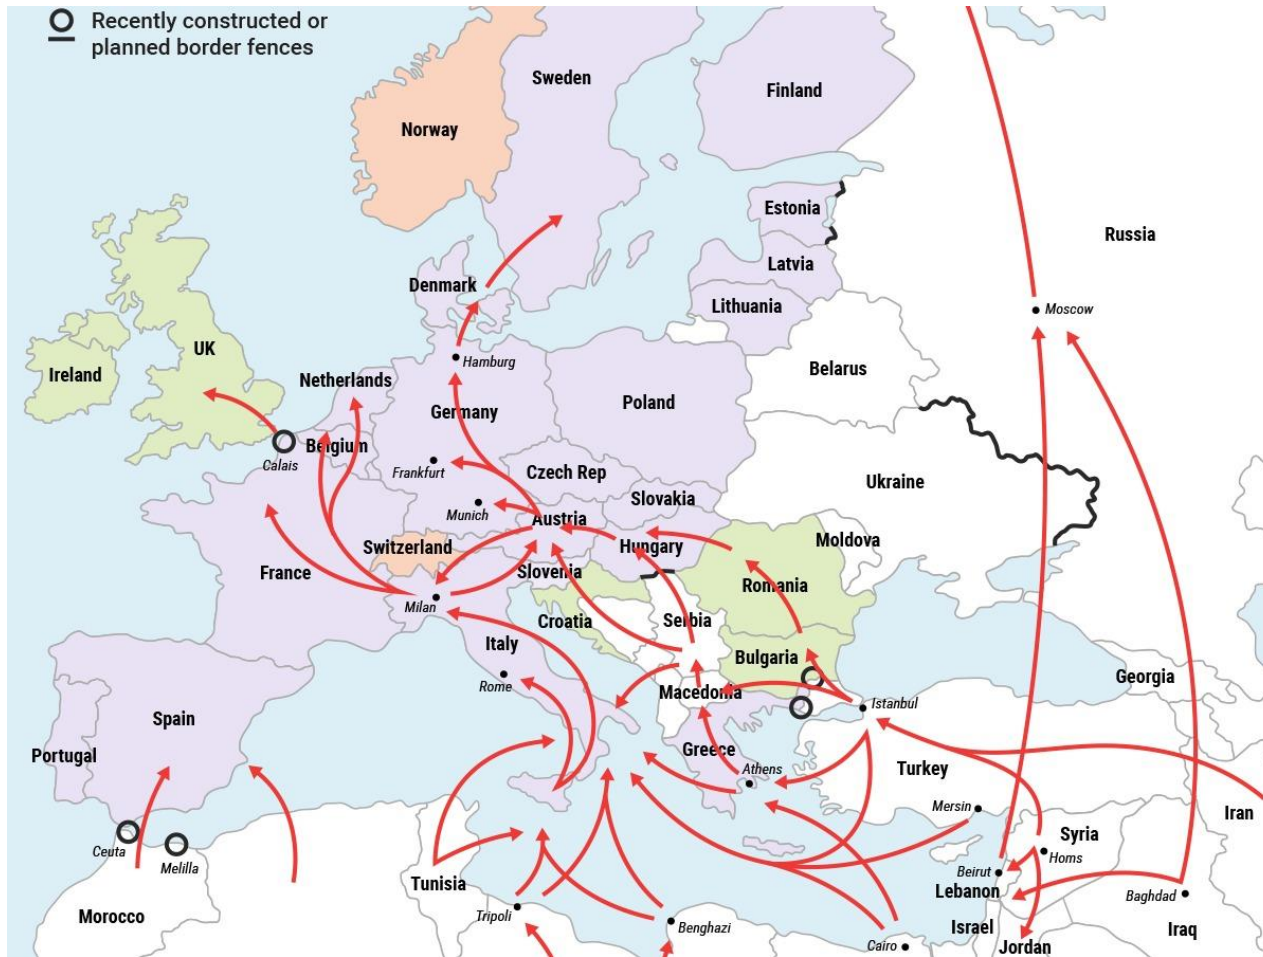 Recently constructed or
planned border fences
Sweden
Finland
Norway
Estonia
Russia
Latvia
Denmark
Lithuania
Moscow
UK
Hamburg
Ireland
Netherlands
Belarus
Germany
Poland
Belgium
Calais
Frankfurt
Czech Rep
Ukraine
Slovakia
Munich
Austria
Moldova
Switzerland
Hungary
France
Slovenia
Romania
Milan
Croatia
Serbia
Italy
Bulgaria
Rome
Georgia
Macedonia
Istanbul
Spain
Portugal
Greece
Athens
Turkey
Mersin
Iran
Syria
Ceuta
Homs
Melilla
Beirut
Tunisia
Lebanon
Baghdad
Morocco
Tripoli
Benghazi
Israel
Iraq
Cairo
Jordan